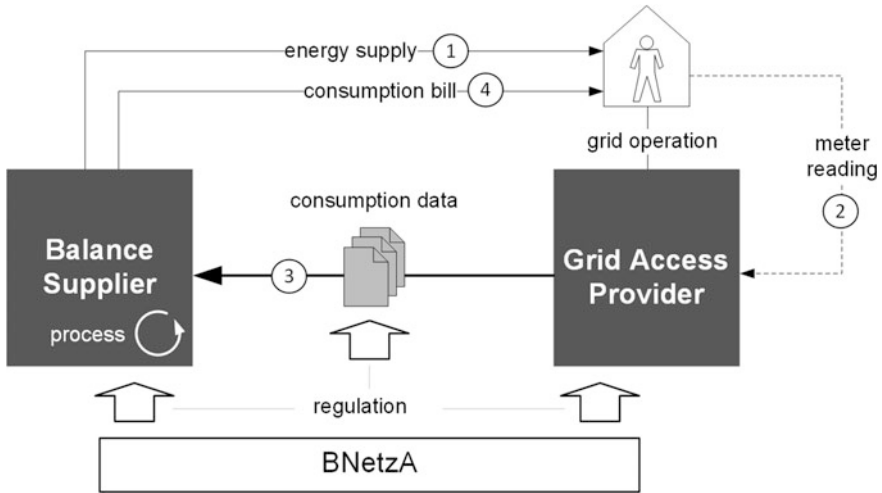 energy supply
1
consumption bill
4
grid operation
meter
reading
2
consumption data
3
Balance
Supplier
process
Grid Access
Provider
regulation
BNetzA